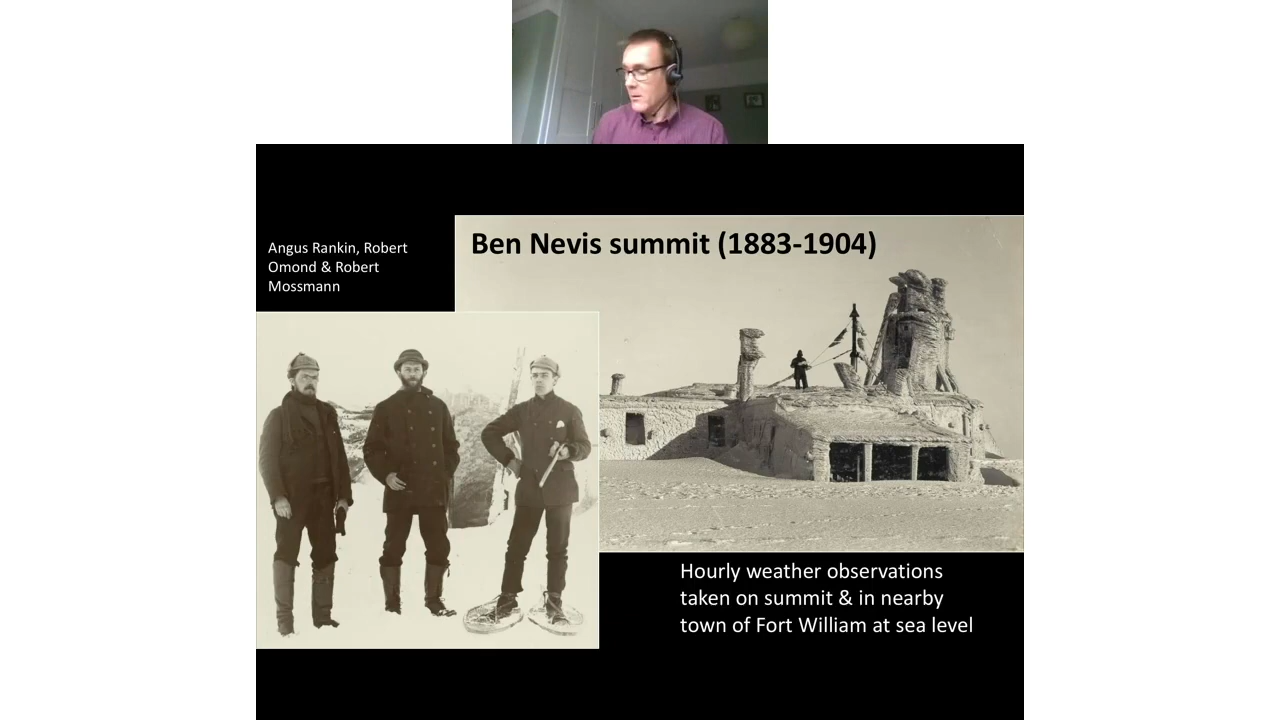 Angus Rankin, Robert
Omond & Robert
Mossmann
Ben Nevis summit (1883-1904)
Hourly weather observations
taken on summit & in nearby
town of Fort William at sea level